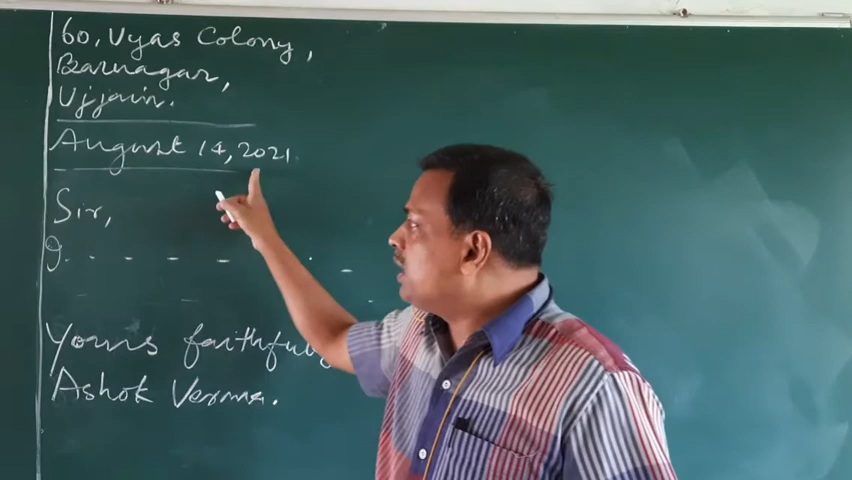 60, Vyas Colony,
Barnagar,
Ujjain.
August 14, 2021.
Sir,
I. - - - - . -
Yours faithfully
Ashok Verma.